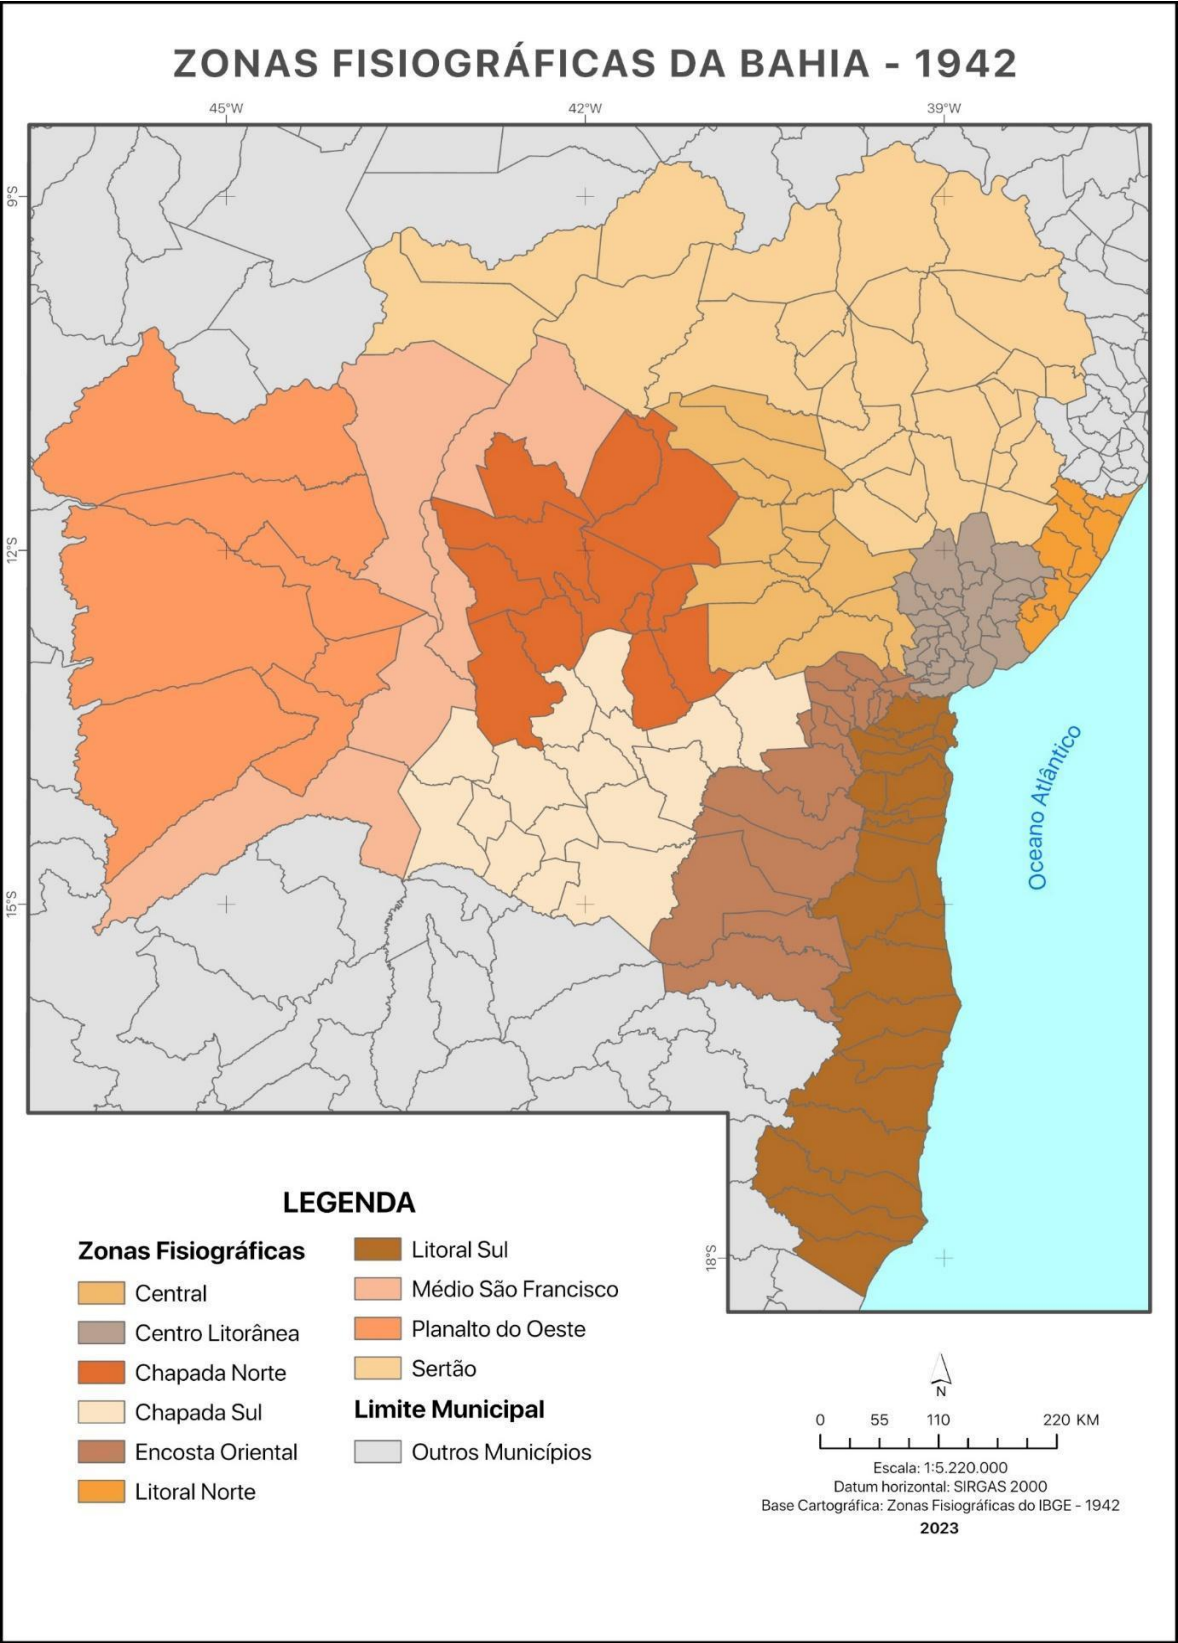 ZONAS FISIOGRÁFICAS DA BAHIA - 1942
45°W
42°W
39°W
9°S
12°S
15°S
18°S
Oceano Atlântico
LEGENDA
Zonas Fisiográficas
Central
Centro Litorânea
Chapada Norte
Chapada Sul
Encosta Oriental
Litoral Norte
Litoral Sul
Médio São Francisco
Planalto do Oeste
Sertão
Limite Municipal
Outros Municípios
N
0 55 110 220 KM
Escala: 1:5.220.000
Datum horizontal: SIRGAS 2000
Base Cartográfica: Zonas Fisiográficas do IBGE - 1942
2023